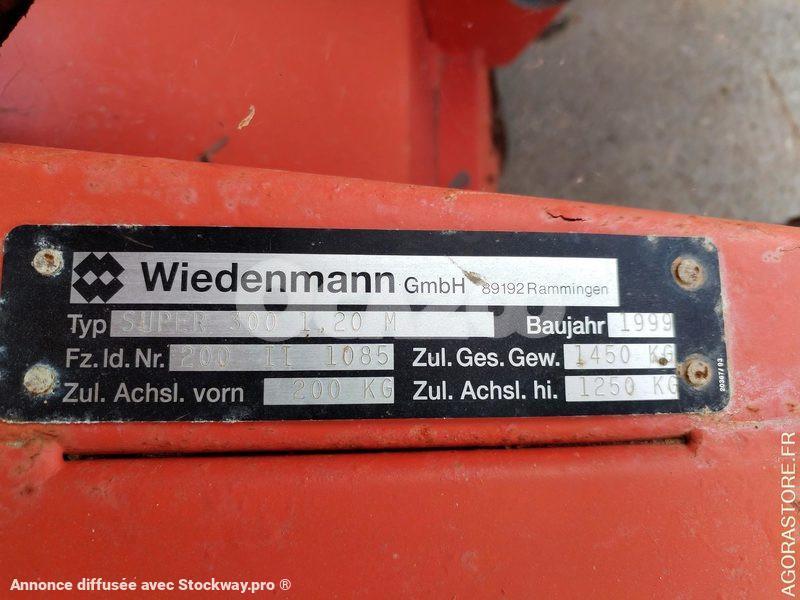 Wiedenmann GmbH 89192 Rammingen
Typ SUPER 300 1,20 M Baujahr 1999
Fz. Id. Nr. 200 II 1085 Zul. Ges. Gew. 1450 KG
Zul. Achsl. vorn 200 KG Zul. Achsl. hi. 1250 KG
20367/93
AGORASTORE.FR
Annonce diffusée avec Stockway.pro ®